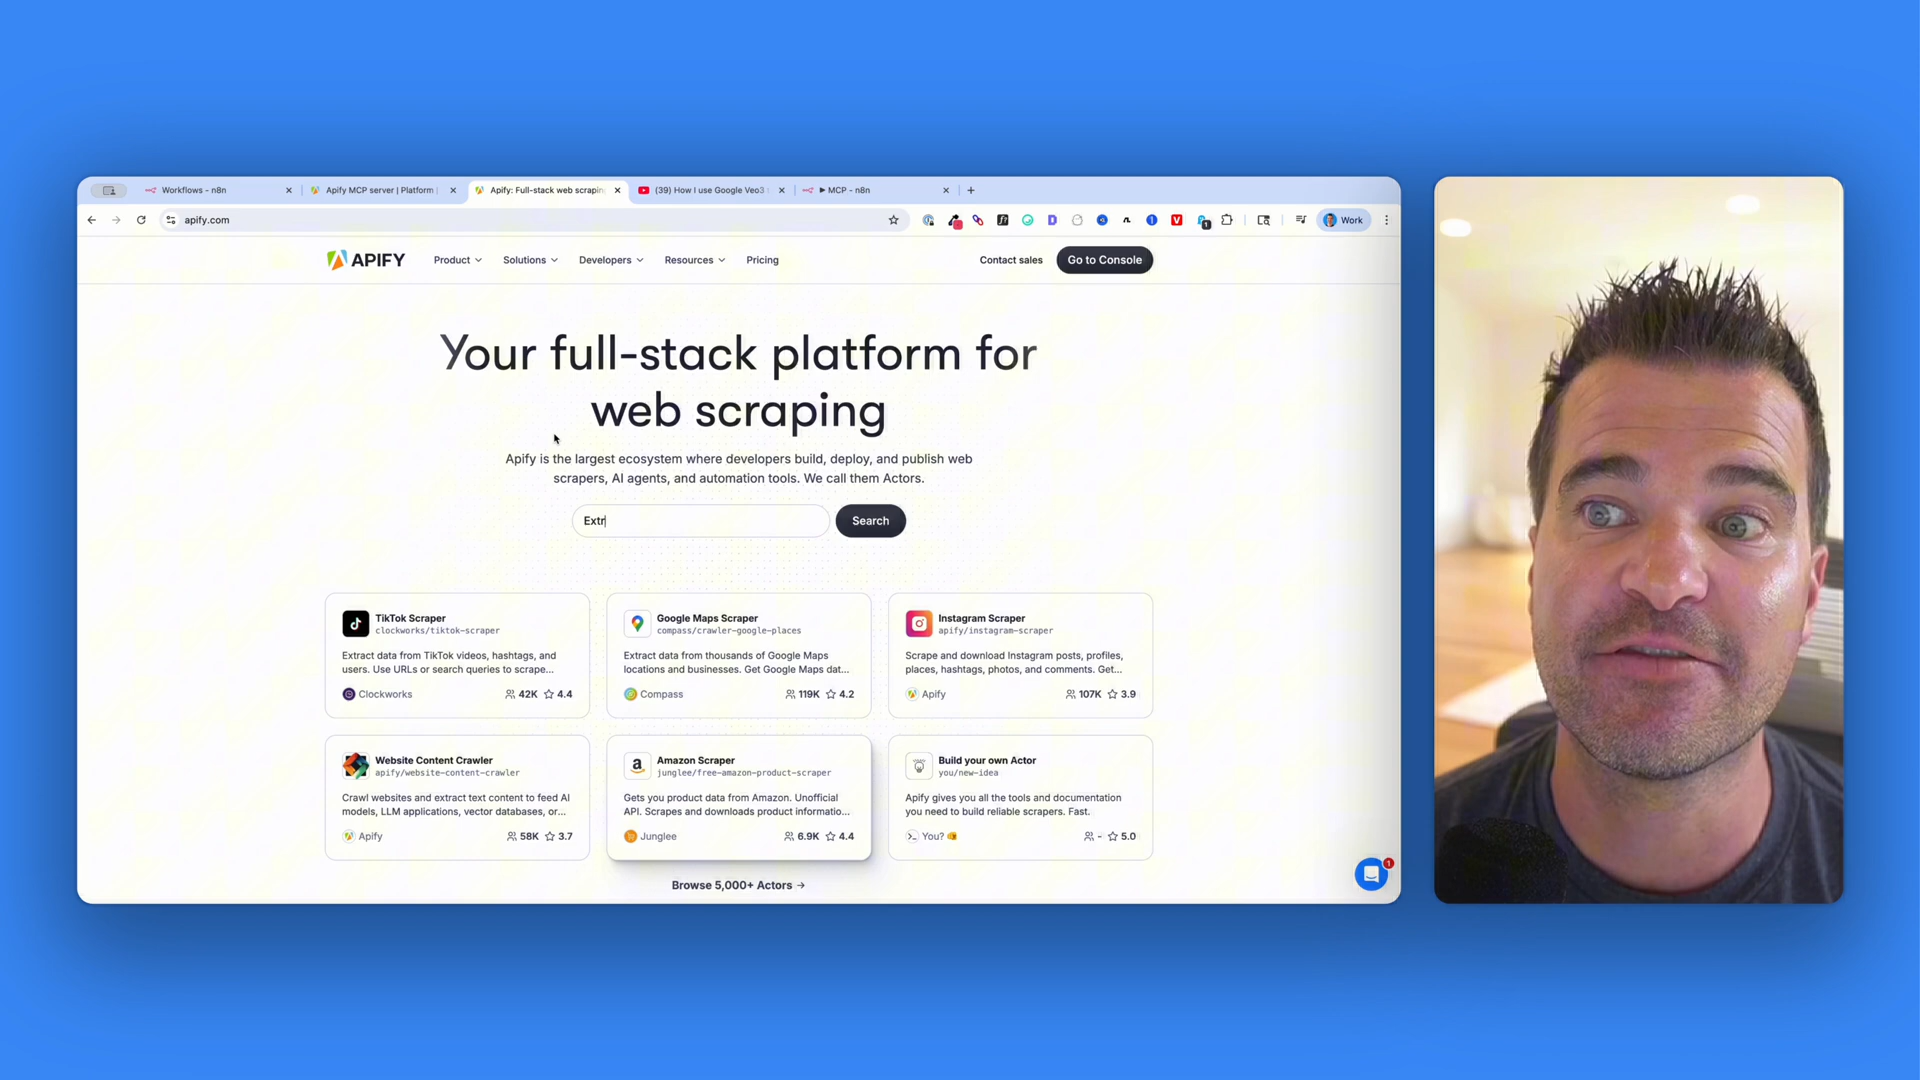 Workflows - n8n
Apify MCP server | Platform |
Apify: Full-stack web scrapin
(39) How I use Google Veo3
▶ MCP - n8n
apify.com
Work
APIFY
Product
Solutions
Developers
Resources
Pricing
Contact sales
Go to Console
Your full-stack platform for
web scraping
Apify is the largest ecosystem where developers build, deploy, and publish web
scrapers, AI agents, and automation tools. We call them Actors.
Extr
Search
TikTok Scraper
clockworks/tiktok-scraper
Extract data from TikTok videos, hashtags, and
users. Use URLs or search queries to scrape...
Clockworks
42K
4.4
Google Maps Scraper
compass/crawler-google-places
Extract data from thousands of Google Maps
locations and businesses. Get Google Maps dat...
Compass
119K
4.2
Instagram Scraper
apify/instagram-scraper
Scrape and download Instagram posts, profiles,
places, hashtags, photos, and comments. Get...
Apify
107K
3.9
Website Content Crawler
apify/website-content-crawler
Crawl websites and extract text content to feed AI
models, LLM applications, vector databases, or...
Apify
58K
3.7
Amazon Scraper
junglee/free-amazon-product-scraper
Gets you product data from Amazon. Unofficial
API. Scrapes and downloads product informatio...
Junglee
6.9K
4.4
Build your own Actor
you/new-idea
Apify gives you all the tools and documentation
you need to build reliable scrapers. Fast.
You?
-
5.0
Browse 5,000+ Actors →
1